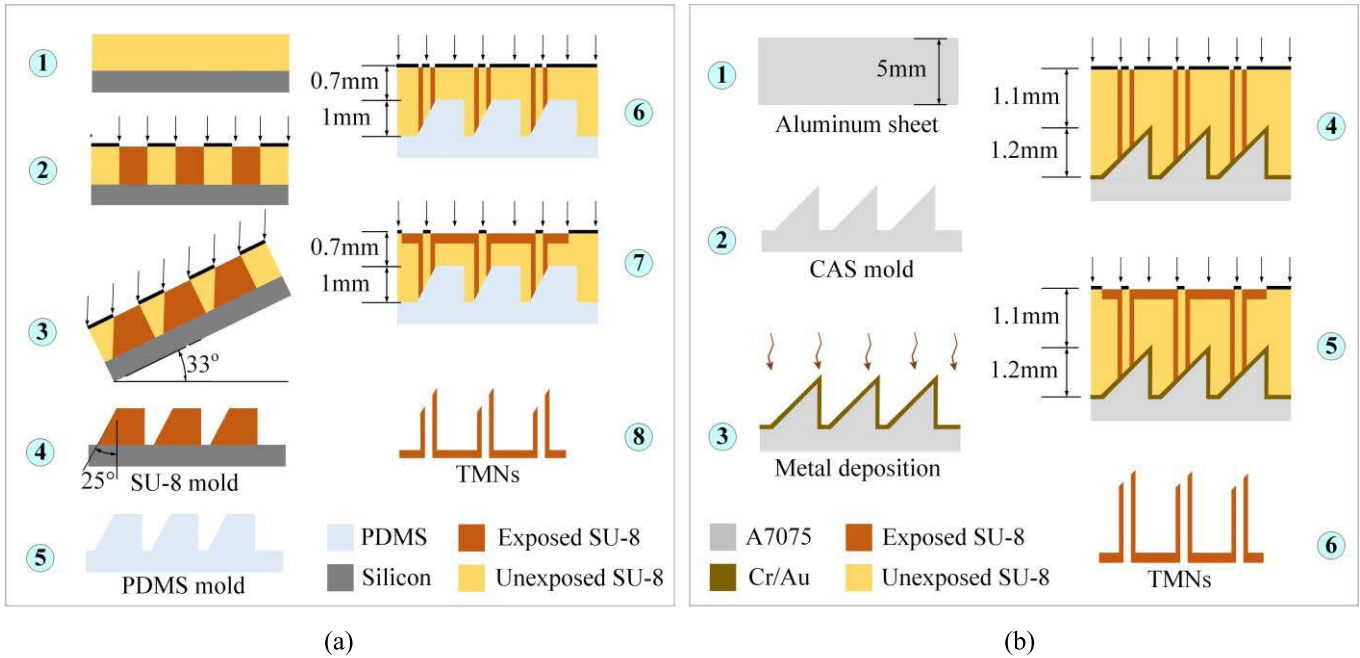 1
2
3
33°
4
25°
SU-8 mold
5
PDMS mold
0.7mm
1mm
6
0.7mm
1mm
7
8
TMNs
PDMS
Exposed SU-8
Silicon
Unexposed SU-8
(a)
1
5mm
Aluminum sheet
2
CAS mold
3
Metal deposition
1.1mm
1.2mm
4
1.1mm
1.2mm
5
6
TMNs
A7075
Exposed SU-8
Cr/Au
Unexposed SU-8
(b)